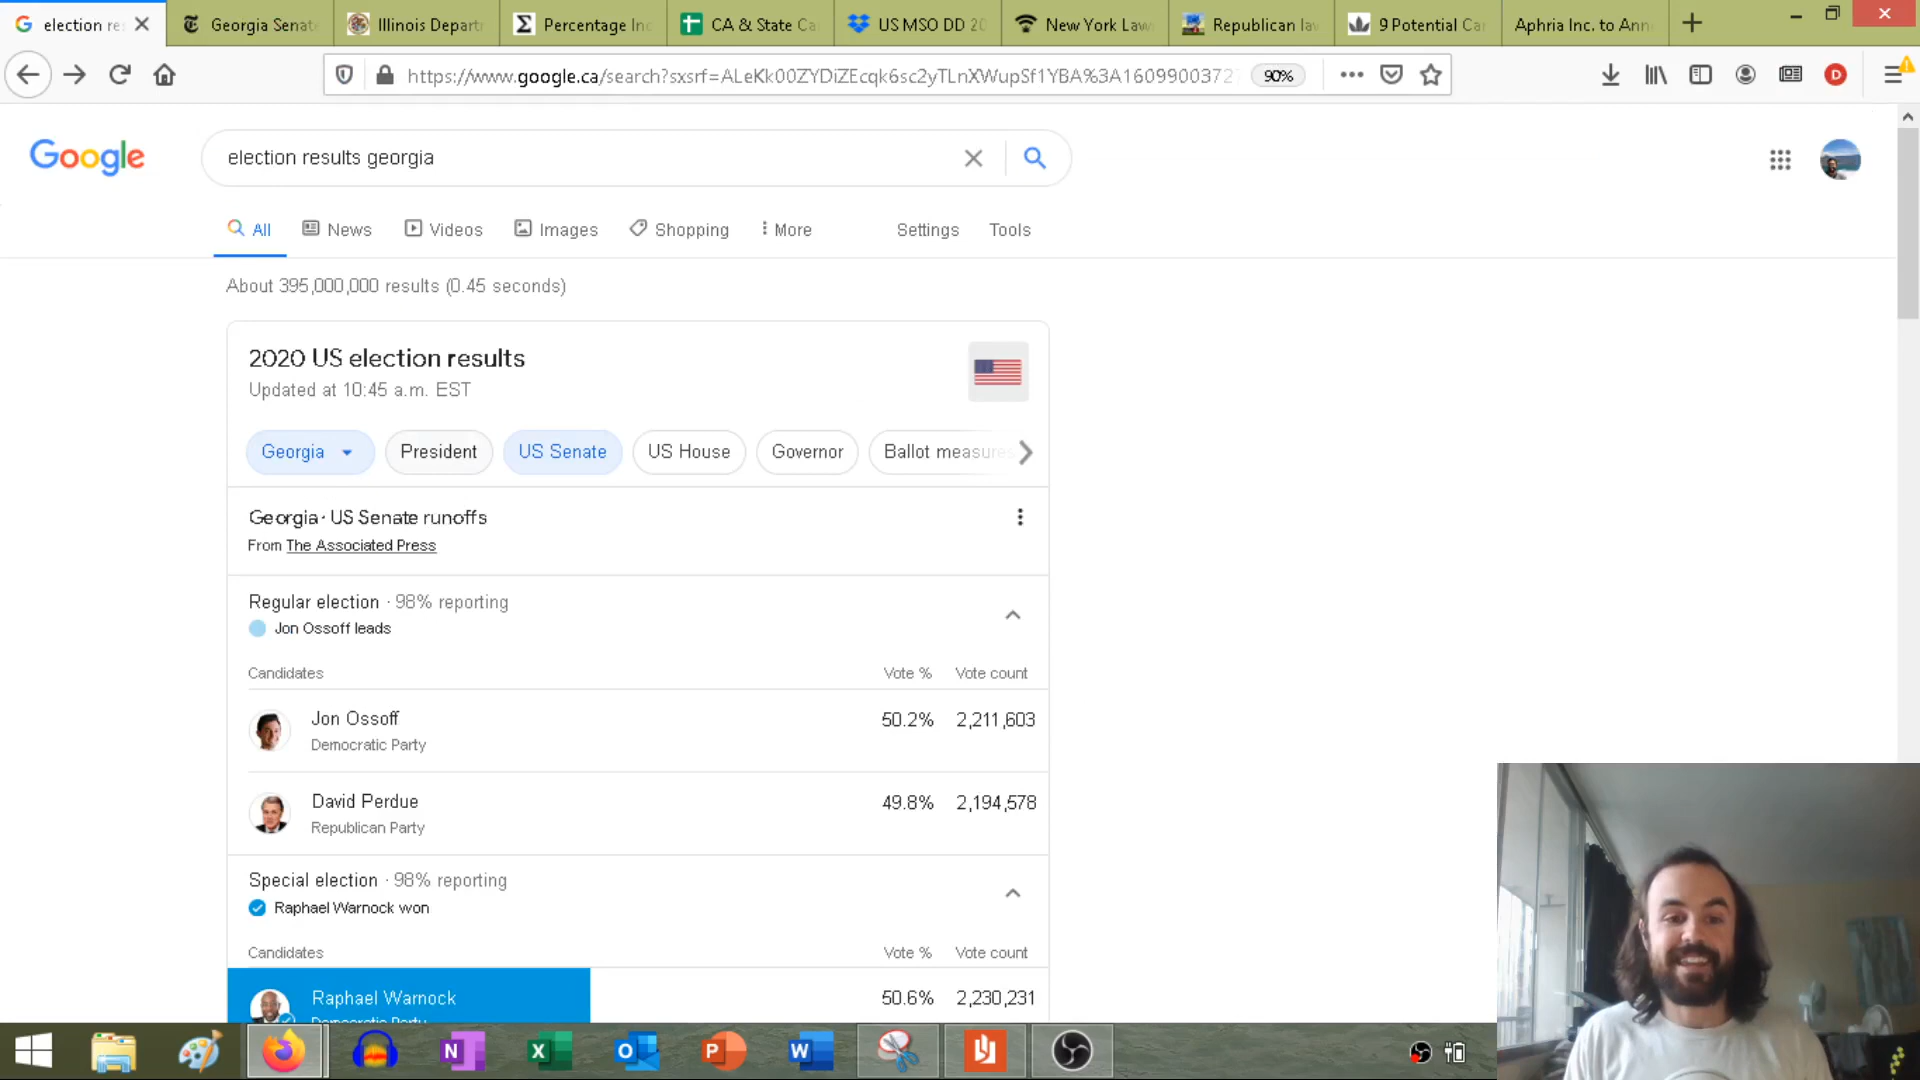 election re
Georgia Senat
Illinois Depart
Percentage Inc
CA & State Ca
US MSO DD 20
New York Law
Republican la
9 Potential Ca
Aphria Inc. to Ann
https://www.google.ca/search?sxsrf=ALeKk00ZYDiZEcqk6sc2yTLnXWupSf1YBA%3A1609900372
90%
Google
election results georgia
All
News
Videos
Images
Shopping
More
Settings
Tools
About 395,000,000 results (0.45 seconds)
2020 US election results
Updated at 10:45 a.m. EST
Georgia
President
US Senate
US House
Governor
Ballot measures
Georgia · US Senate runoffs
From The Associated Press
Regular election · 98% reporting
Jon Ossoff leads
Candidates Vote % Vote count
Jon Ossoff 50.2% 2,211,603
Democratic Party
David Perdue 49.8% 2,194,578
Republican Party
Special election · 98% reporting
Raphael Warnock won
Candidates Vote % Vote count
Raphael Warnock 50.6% 2,230,231
Democratic Party